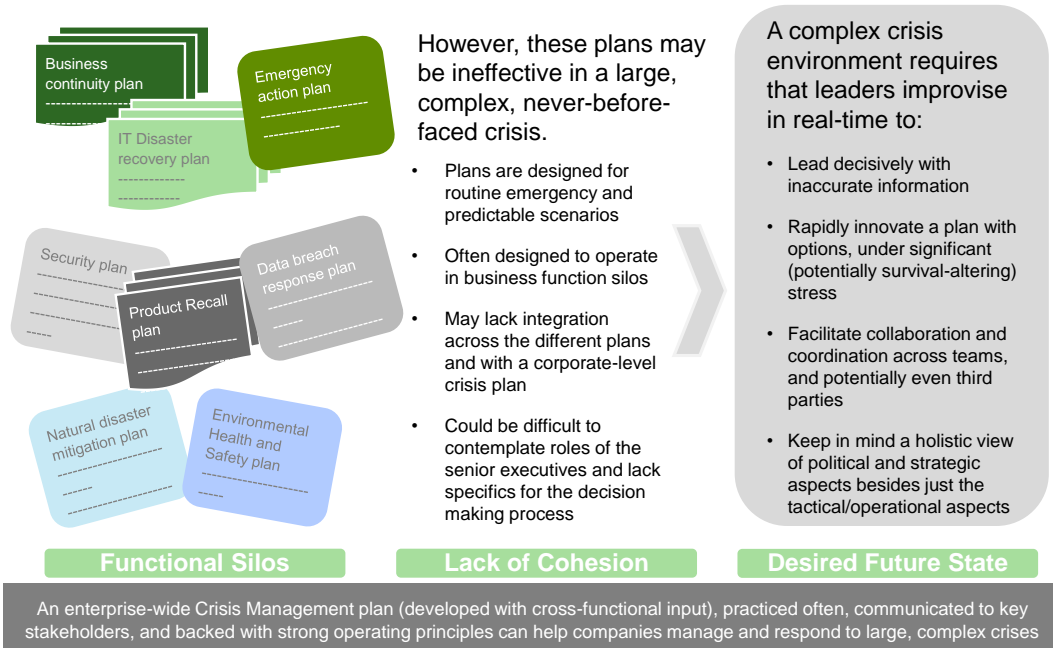 Business
continuity plan
IT Disaster
recovery plan
Emergency
action plan
Security plan
Product Recall
plan
Data breach
response plan
Natural disaster
mitigation plan
Environmental
Health and
Safety plan
Functional Silos
However, these plans may
be ineffective in a large,
complex, never-before-
faced crisis.
• Plans are designed for
routine emergency and
predictable scenarios
• Often designed to operate
in business function silos
• May lack integration
across the different plans
and with a corporate-level
crisis plan
• Could be difficult to
contemplate roles of the
senior executives and lack
specifics for the decision
making process
Lack of Cohesion
A complex crisis
environment requires
that leaders improvise
in real-time to:
• Lead decisively with
inaccurate information
• Rapidly innovate a plan with
options, under significant
(potentially survival-altering)
stress
• Facilitate collaboration and
coordination across teams,
and potentially even third
parties
• Keep in mind a holistic view
of political and strategic
aspects besides just the
tactical/operational aspects
Desired Future State
An enterprise-wide Crisis Management plan (developed with cross-functional input), practiced often, communicated to key
stakeholders, and backed with strong operating principles can help companies manage and respond to large, complex crises